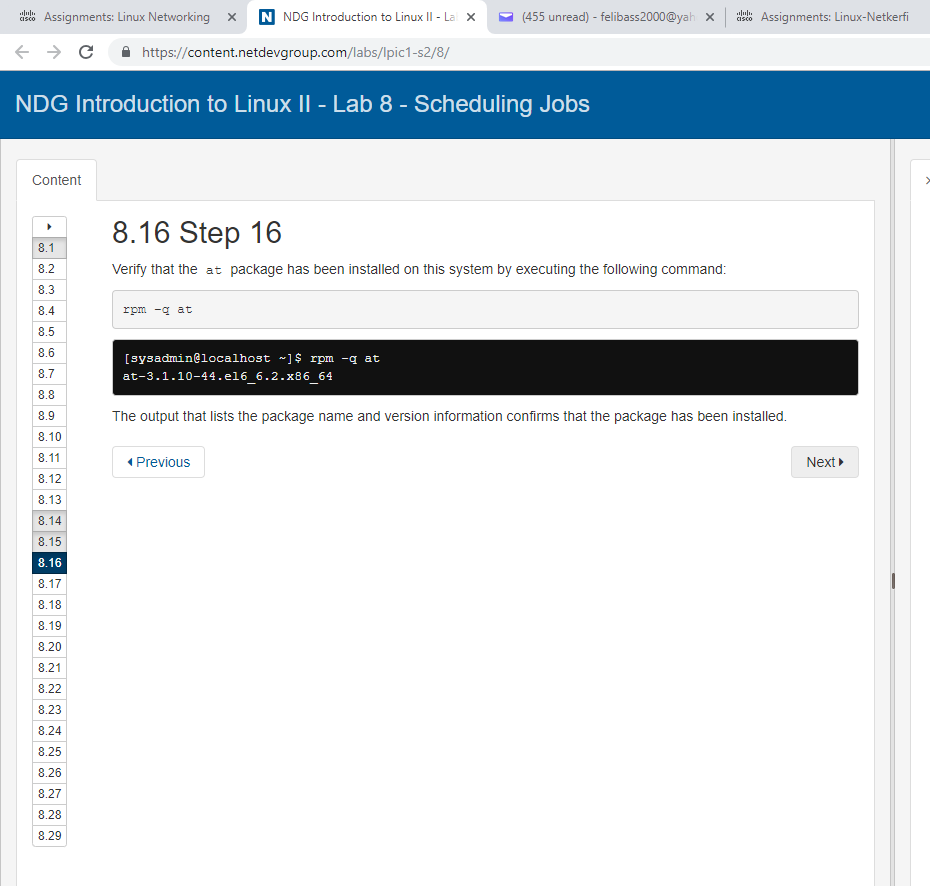 Assignments: Linux Networking
NDG Introduction to Linux II - La
(455 unread) - felibass2000@yah
Assignments: Linux-Netkerfi
https://content.netdevgroup.com/labs/lpic1-s2/8/
NDG Introduction to Linux II - Lab 8 - Scheduling Jobs
Content
8.16 Step 16
Verify that the at package has been installed on this system by executing the following command:
rpm -q at
[sysadmin@localhost ~]$ rpm -q at
at-3.1.10-44.el6_6.2.x86_64
The output that lists the package name and version information confirms that the package has been installed.
Previous
Next
8.1
8.2
8.3
8.4
8.5
8.6
8.7
8.8
8.9
8.10
8.11
8.12
8.13
8.14
8.15
8.16
8.17
8.18
8.19
8.20
8.21
8.22
8.23
8.24
8.25
8.26
8.27
8.28
8.29